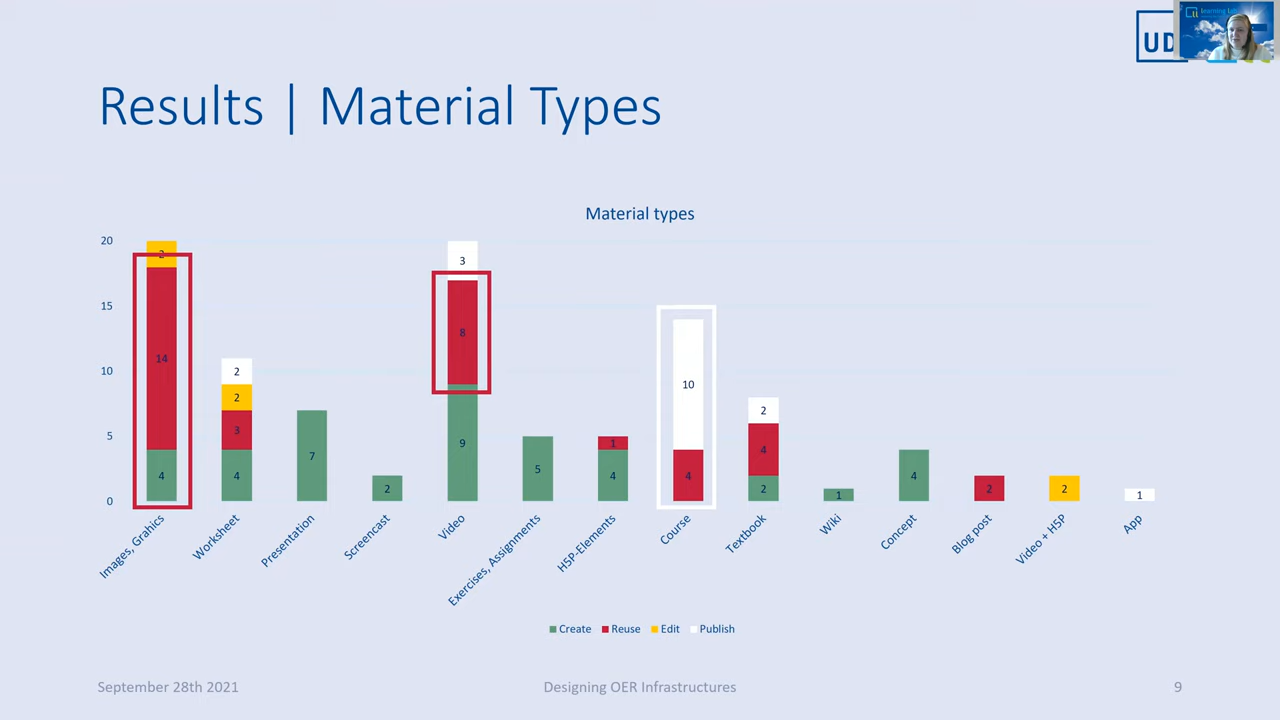 UD
learning lab
Results | Material Types
Material types
20
15
10
5
0
2
14
4
2
2
3
4
7
2
3
8
9
5
1
4
10
4
2
4
2
1
4
2
2
1
Images, Grahics
Worksheet
Presentation
Screencast
Video
Exercises, Assignments
H5P-Elements
Course
Textbook
Wiki
Concept
Blog post
Video + H5P
App
Create Reuse Edit Publish
September 28th 2021
Designing OER Infrastructures
9